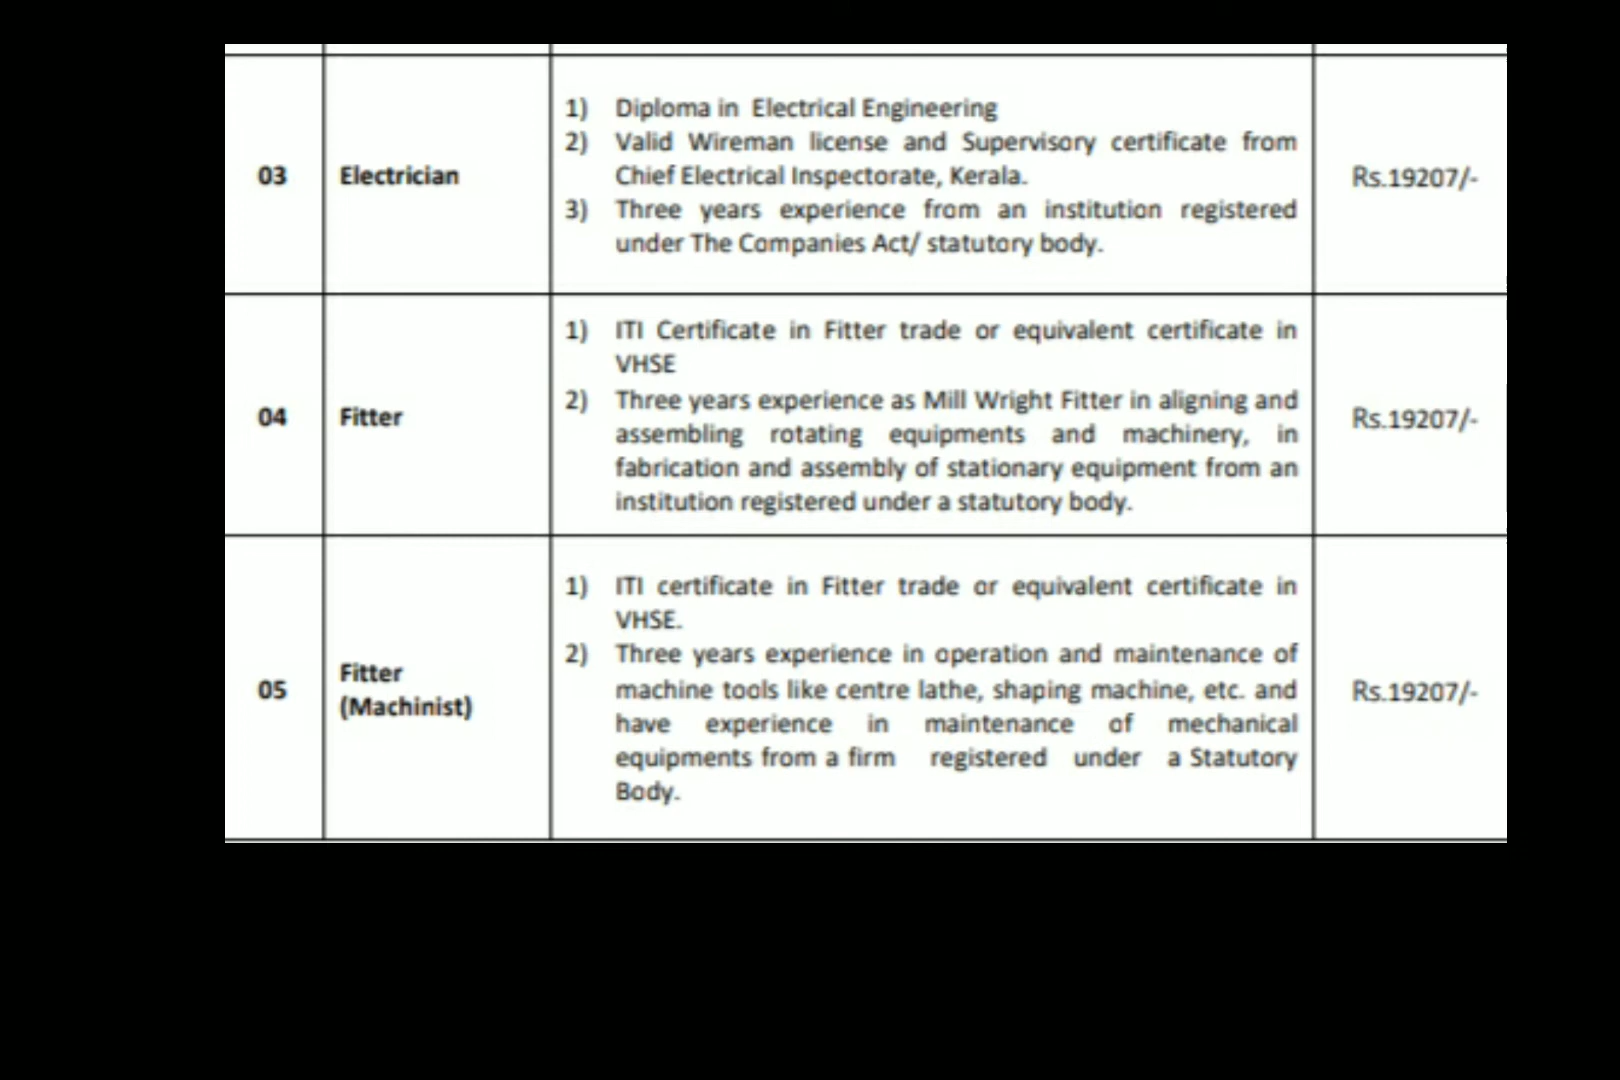 03
Electrician
1) Diploma in Electrical Engineering
2) Valid Wireman license and Supervisory certificate from
Chief Electrical Inspectorate, Kerala.
3) Three years experience from an institution registered
under The Companies Act/ statutory body.
Rs.19207/-
04
Fitter
1) ITI Certificate in Fitter trade or equivalent certificate in
VHSE
2) Three years experience as Mill Wright Fitter in aligning and
assembling rotating equipments and machinery, in
fabrication and assembly of stationary equipment from an
institution registered under a statutory body.
Rs.19207/-
05
Fitter
(Machinist)
1) ITI certificate in Fitter trade or equivalent certificate in
VHSE.
2) Three years experience in operation and maintenance of
machine tools like centre lathe, shaping machine, etc. and
have experience in maintenance of mechanical
equipments from a firm registered under a Statutory
Body.
Rs.19207/-